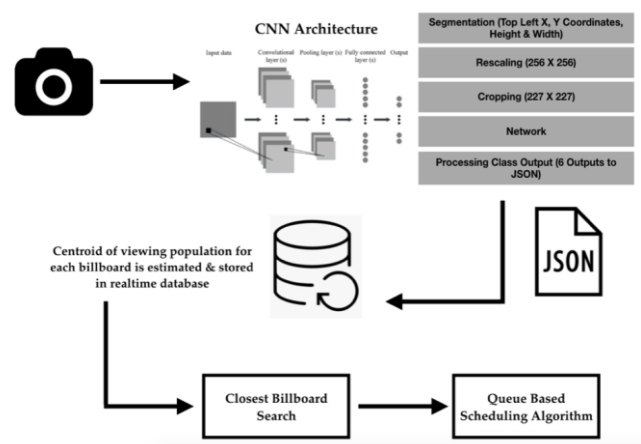 CNN Architecture
Input data
Convolutional
layer (s)
Pooling layer (s)
Fully connected
layer (s)
Output
Segmentation (Top Left X, Y Coordinates,
Height & Width)
Rescaling (256 X 256)
Cropping (227 X 227)
Network
Processing Class Output (6 Outputs to
JSON)
JSON
Centroid of viewing population for
each billboard is estimated & stored
in realtime database
Closest Billboard
Search
Queue Based
Scheduling Algorithm